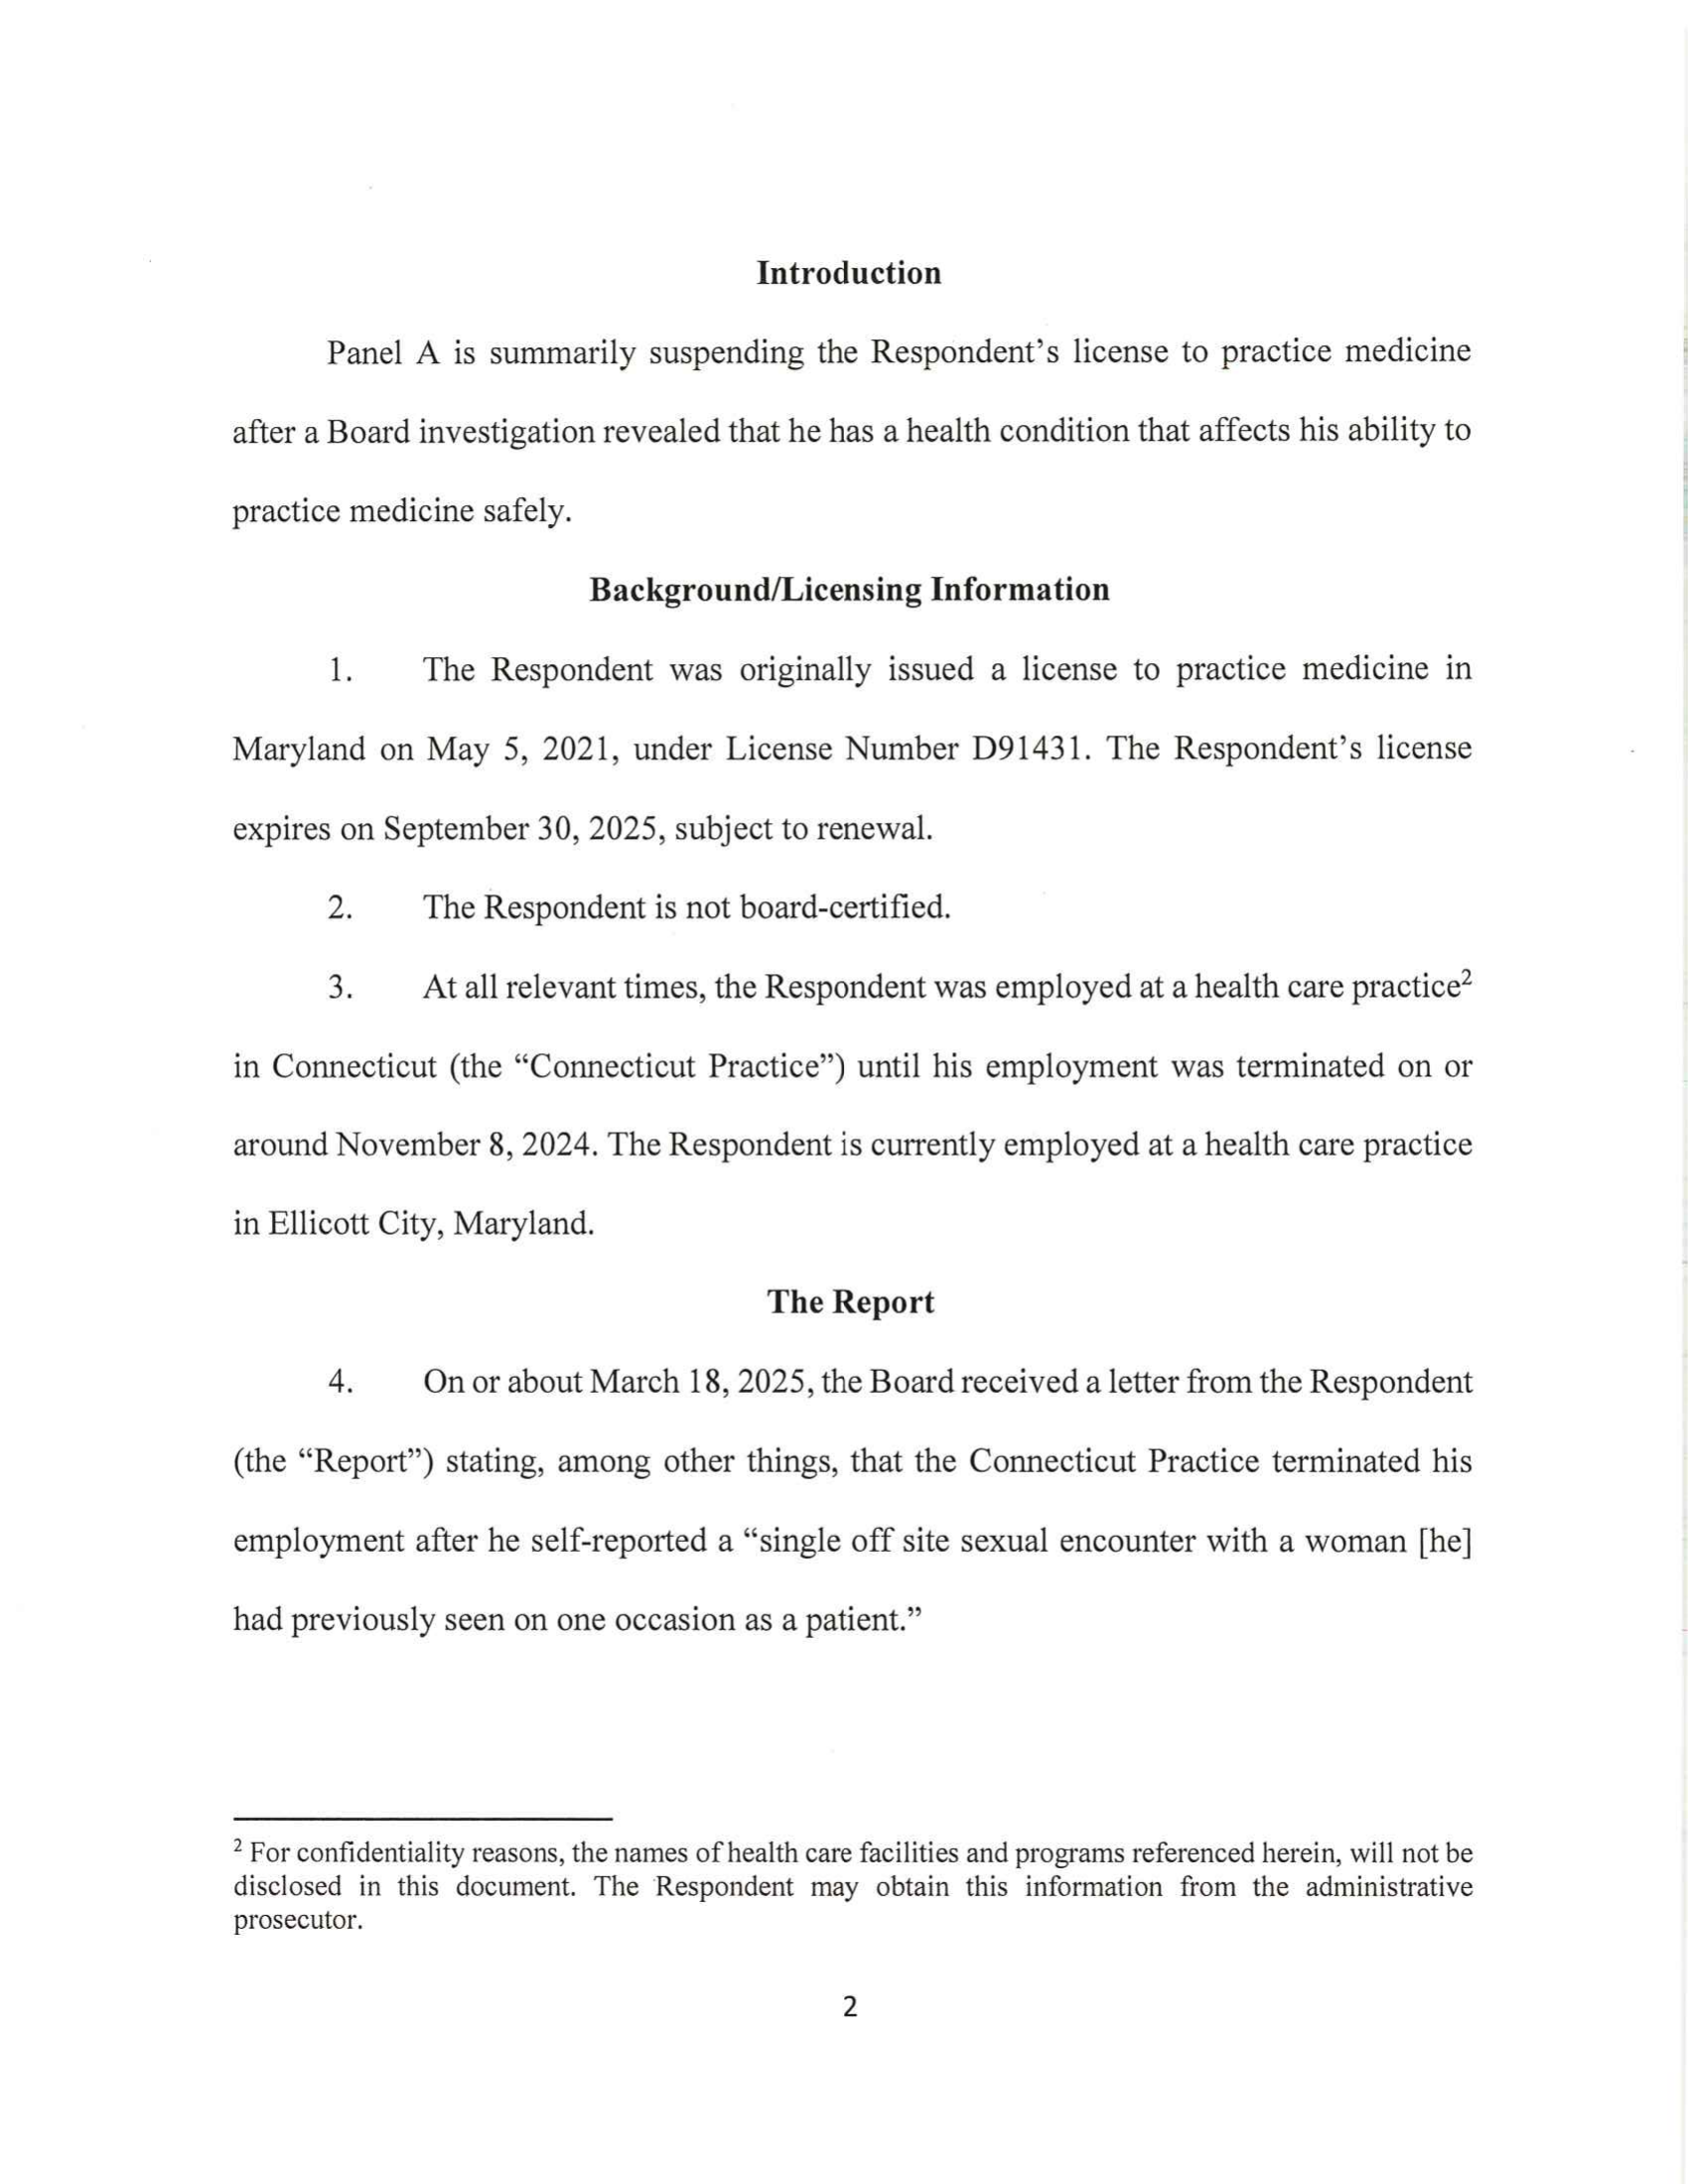 Introduction
Panel A is summarily suspending the Respondent's license to practice medicine
after a Board investigation revealed that he has a health condition that affects his ability to
practice medicine safely.
Background/Licensing Information
1. The Respondent was originally issued a license to practice medicine in
Maryland on May 5, 2021, under License Number D91431. The Respondent's license
expires on September 30, 2025, subject to renewal.
2. The Respondent is not board-certified.
3. At all relevant times, the Respondent was employed at a health care practice²
in Connecticut (the “Connecticut Practice”) until his employment was terminated on or
around November 8, 2024. The Respondent is currently employed at a health care practice
in Ellicott City, Maryland.
The Report
4. On or about March 18, 2025, the Board received a letter from the Respondent
(the “Report”) stating, among other things, that the Connecticut Practice terminated his
employment after he self-reported a “single off site sexual encounter with a woman [he]
had previously seen on one occasion as a patient.”
² For confidentiality reasons, the names of health care facilities and programs referenced herein, will not be
disclosed in this document. The Respondent may obtain this information from the administrative
prosecutor.
2